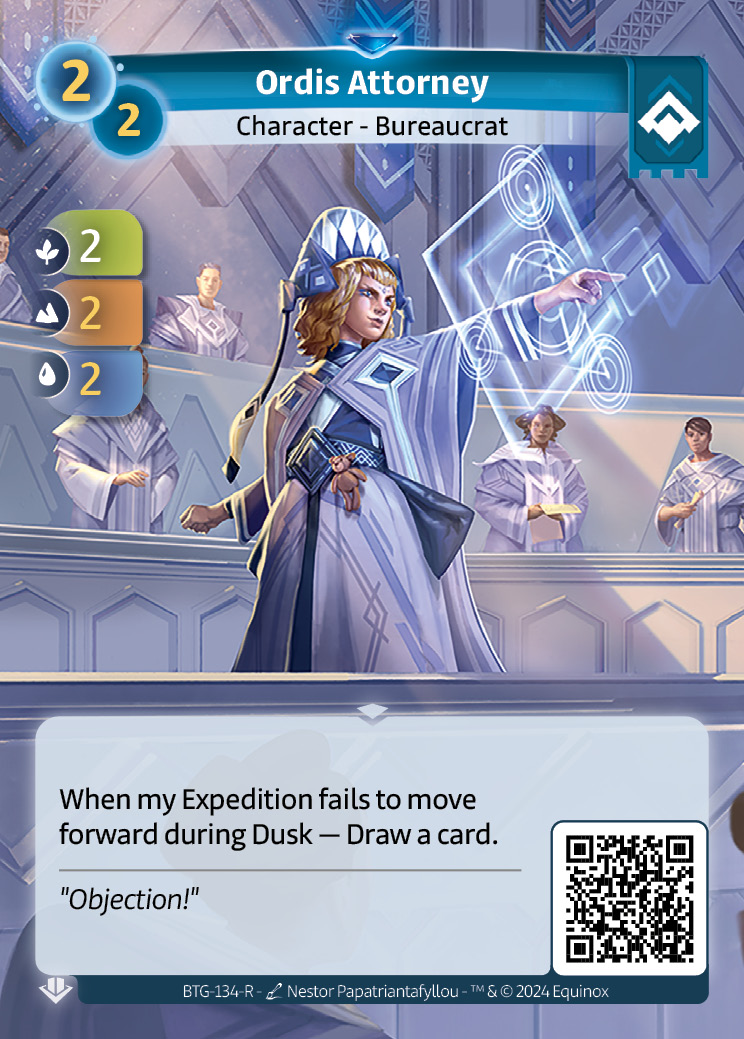 2
Ordis Attorney
2
Character - Bureaucrat
2
2
2
When my Expedition fails to move
forward during Dusk — Draw a card.
"Objection!"
BTG-134-R - Nestor Papatriantafyllou - ™ & © 2024 Equinox